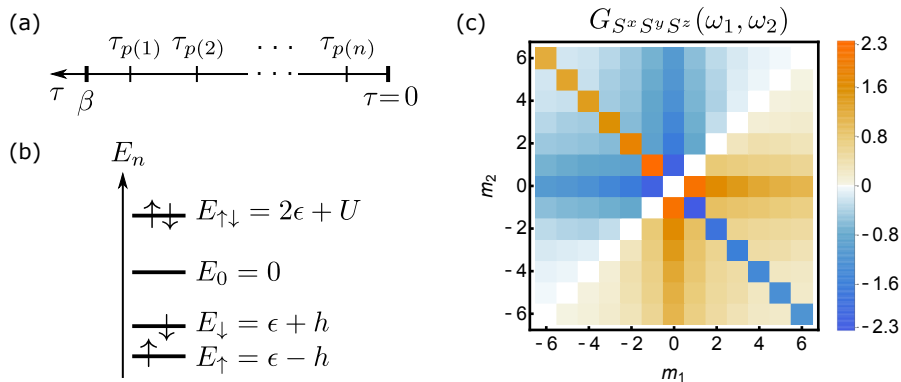 (a)
τ_{p(1)} τ_{p(2)} · · · τ_{p(n)}
· · ·
τ β τ=0
(b)
E_n
E_{↑↓} = 2ϵ + U
E_0 = 0
E_↓ = ϵ + h
E_↑ = ϵ − h
(c)
G_{S^x S^y S^z}(ω_1, ω_2)
6
4
2
0
-2
-4
-6
m_2
-6 -4 -2 0 2 4 6
m_1
2.3
1.6
0.8
0
-0.8
-1.6
-2.3